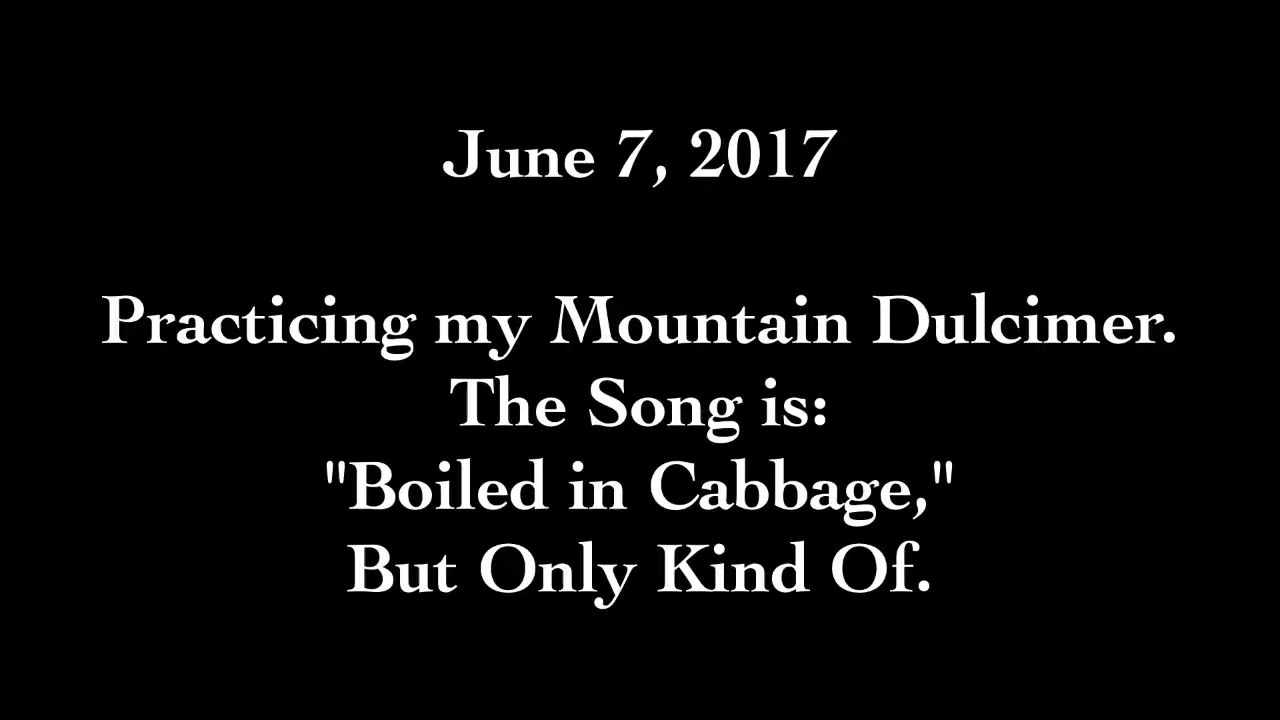 June 7, 2017
Practicing my Mountain Dulcimer.
The Song is:
"Boiled in Cabbage,"
But Only Kind Of.